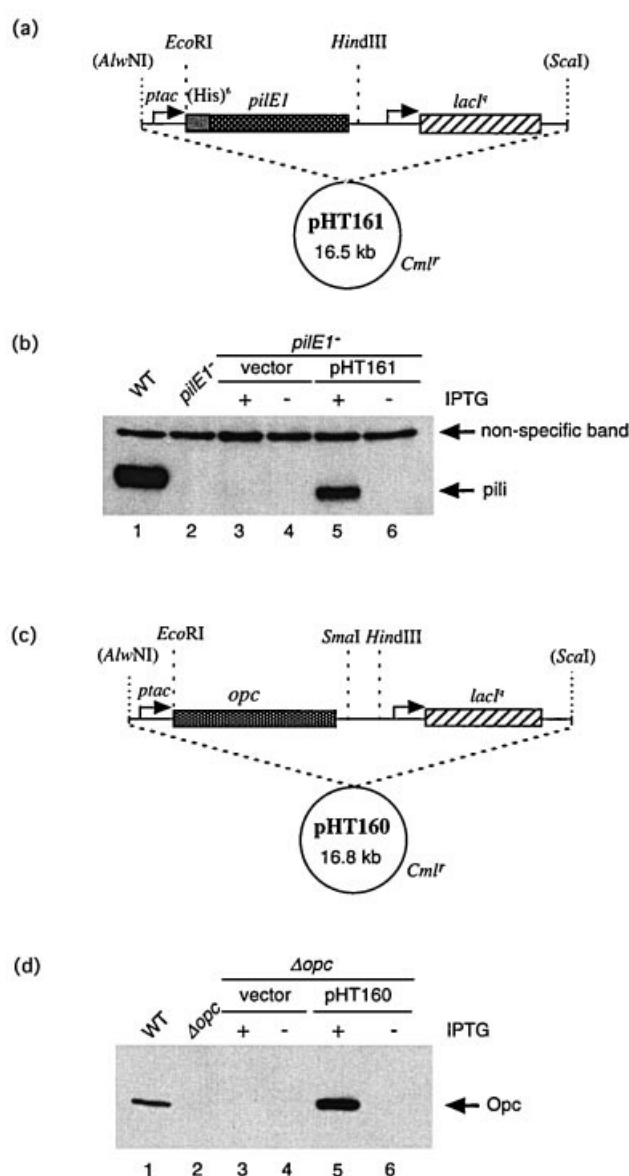 (a)
EcoRI HindIII
(AlwNI) (ScaI)
ptac (His)⁶ pilE1 lacIq
pHT161
16.5 kb
Cmlr
(b)
pilE1-
WT pilE1- vector pHT161
+ - + - IPTG
non-specific band
pili
1 2 3 4 5 6
(c)
EcoRI SmaI HindIII
(AlwNI) (ScaI)
ptac opc lacIq
pHT160
16.8 kb
Cmlr
(d)
Δopc
WT Δopc vector pHT160
+ - + - IPTG
Opc
1 2 3 4 5 6